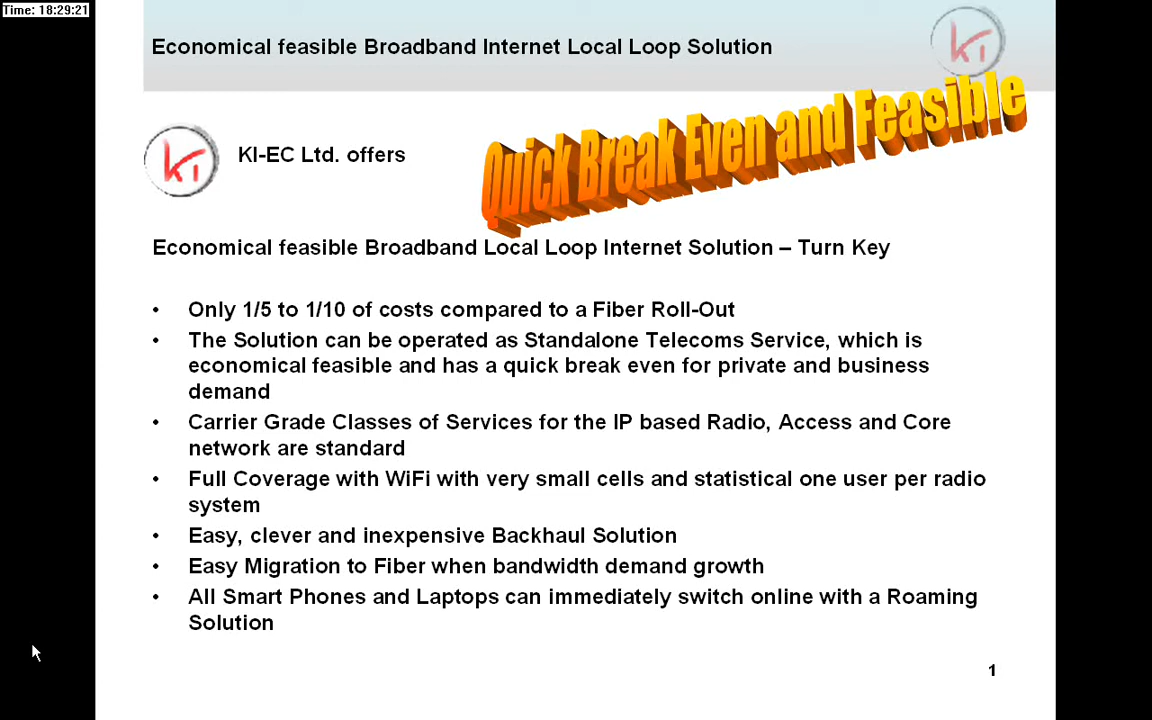 Time: 18:29:21
Economical feasible Broadband Internet Local Loop Solution
Ki
Quick Break Even and Feasible
Ki
KI-EC Ltd. offers
Economical feasible Broadband Local Loop Internet Solution – Turn Key
• Only 1/5 to 1/10 of costs compared to a Fiber Roll-Out
• The Solution can be operated as Standalone Telecoms Service, which is
economical feasible and has a quick break even for private and business
demand
• Carrier Grade Classes of Services for the IP based Radio, Access and Core
network are standard
• Full Coverage with WiFi with very small cells and statistical one user per radio
system
• Easy, clever and inexpensive Backhaul Solution
• Easy Migration to Fiber when bandwidth demand growth
• All Smart Phones and Laptops can immediately switch online with a Roaming
Solution
1